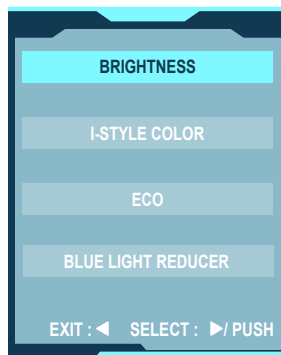 BRIGHTNESS
I-STYLE COLOR
ECO
BLUE LIGHT REDUCER
EXIT : ◀ SELECT : ▶/ PUSH